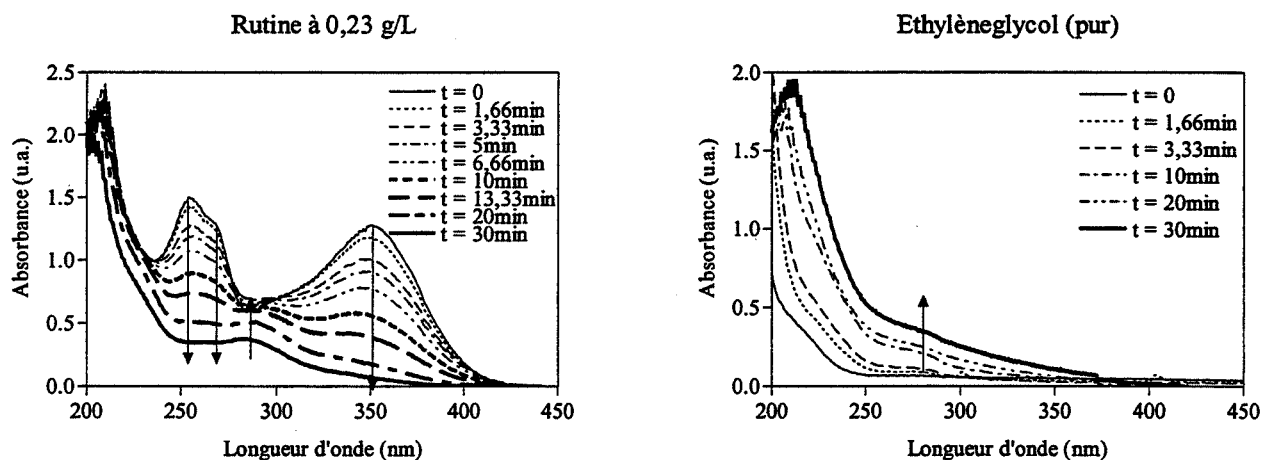 Rutine à 0,23 g/L
Absorbance (u.a.)
2.5
2.0
1.5
1.0
0.5
0.0
200
250
300
350
400
450
Longueur d'onde (nm)
t = 0
t = 1,66min
t = 3,33min
t = 5min
t = 6,66min
t = 10min
t = 13,33min
t = 20min
t = 30min
Ethylèneglycol (pur)
Absorbance (u.a.)
2.0
1.5
1.0
0.5
0.0
200
250
300
350
400
450
Longueur d'onde (nm)
t = 0
t = 1,66min
t = 3,33min
t = 10min
t = 20min
t = 30min